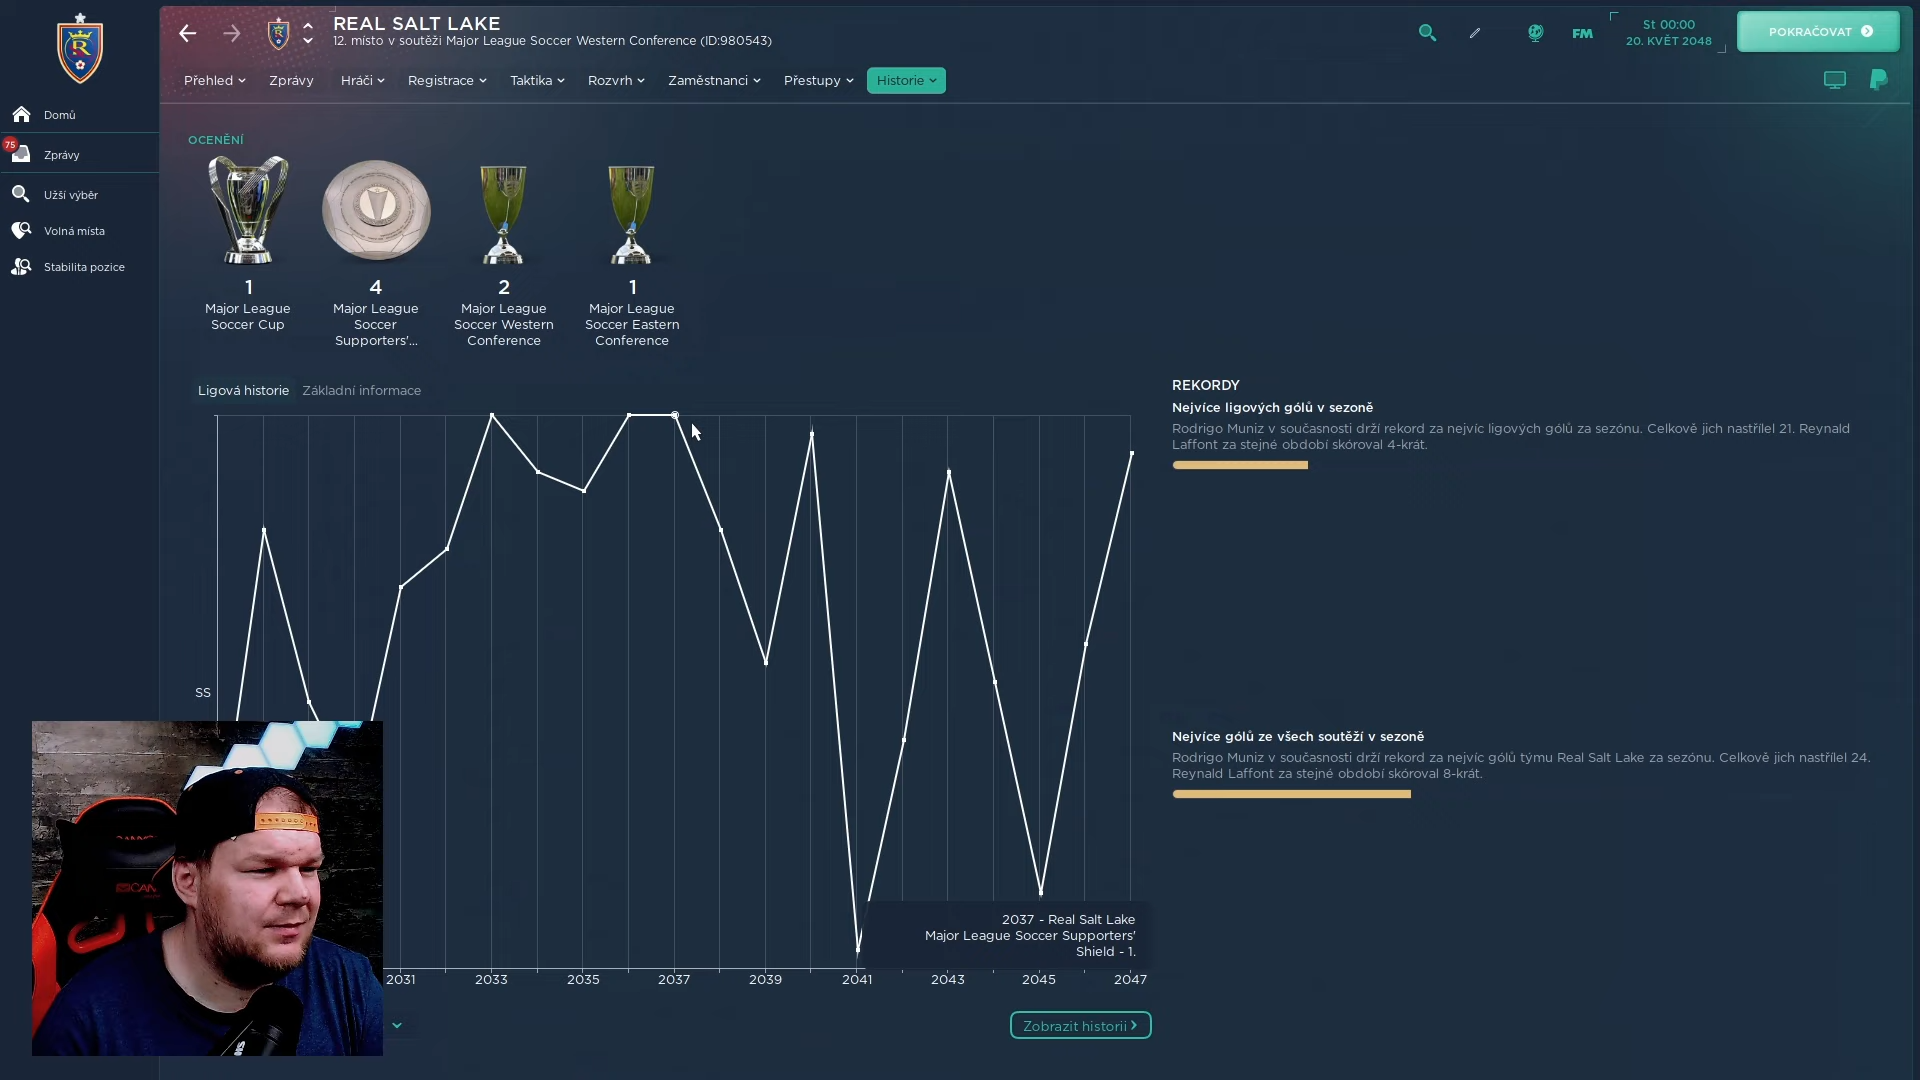 REAL SALT LAKE
12. místo v soutěži Major League Soccer Western Conference (ID:980543)
FM
St 00:00
20. KVĚT 2048
POKRAČOVAT
Přehled
Zprávy
Hráči
Registrace
Taktika
Rozvrh
Zaměstnanci
Přestupy
Historie
Domů
75
Zprávy
Užší výběr
Volná místa
Stabilita pozice
OCENĚNÍ
1
Major League
Soccer Cup
4
Major League
Soccer
Supporters'...
2
Major League
Soccer Western
Conference
1
Major League
Soccer Eastern
Conference
Ligová historie
Základní informace
SS
2031
2033
2035
2037
2039
2041
2043
2045
2047
2037 - Real Salt Lake
Major League Soccer Supporters'
Shield - 1.
Zobrazit historii
REKORDY
Nejvíce ligových gólů v sezoně
Rodrigo Muniz v současnosti drží rekord za nejvíc ligových gólů za sezónu. Celkově jich nastřílel 21. Reynald
Laffont za stejné období skóroval 4-krát.
Nejvíce gólů ze všech soutěží v sezoně
Rodrigo Muniz v současnosti drží rekord za nejvíc gólů týmu Real Salt Lake za sezónu. Celkově jich nastřílel 24.
Reynald Laffont za stejné období skóroval 8-krát.